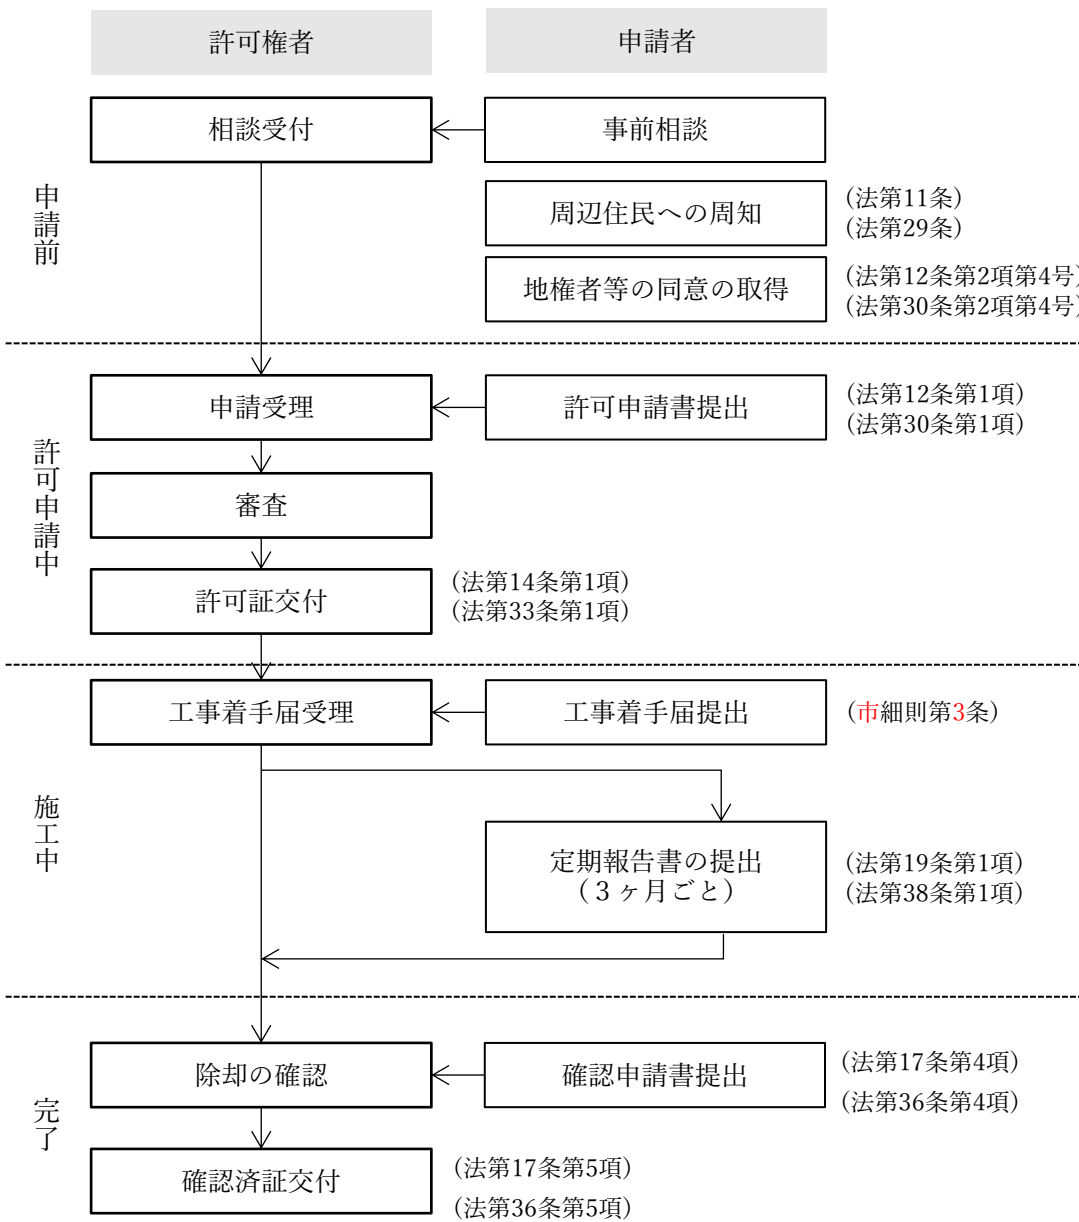 許可権者
申請者
申請前
相談受付
事前相談
周辺住民への周知
(法第11条)
(法第29条)
地権者等の同意の取得
(法第12条第2項第4号)
(法第30条第2項第4号)
許可申請中
申請受理
許可申請書提出
(法第12条第1項)
(法第30条第1項)
審査
許可証交付
(法第14条第1項)
(法第33条第1項)
施工中
工事着手届受理
工事着手届提出
(市細則第3条)
定期報告書の提出
(３ヶ月ごと)
(法第19条第1項)
(法第38条第1項)
完了
除却の確認
確認申請書提出
(法第17条第4項)
(法第36条第4項)
確認済証交付
(法第17条第5項)
(法第36条第5項)